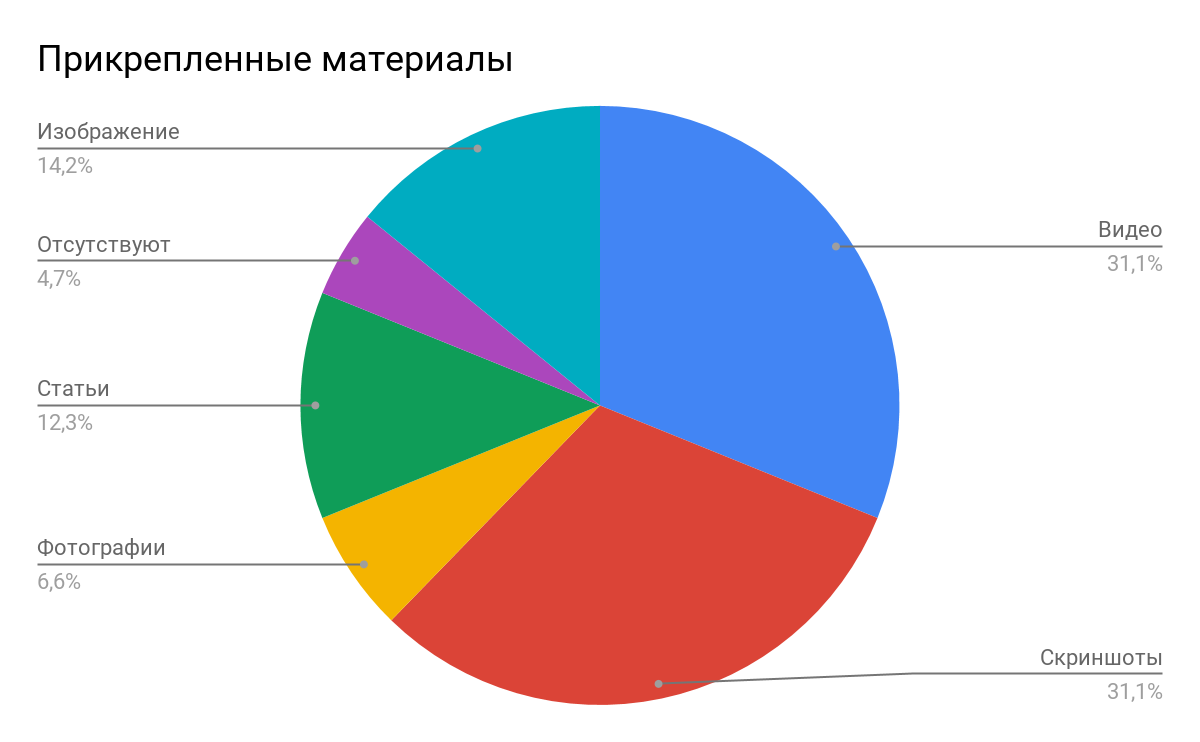 Прикрепленные материалы
Изображение
14,2%
Отсутствуют
4,7%
Статьи
12,3%
Фотографии
6,6%
Видео
31,1%
Скриншоты
31,1%